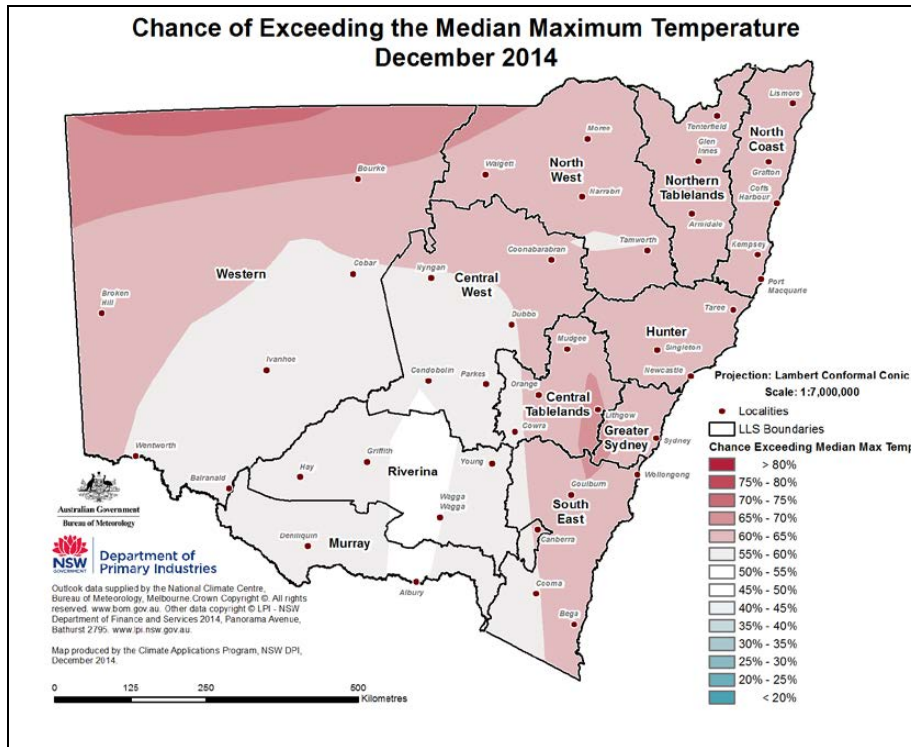 Chance of Exceeding the Median Maximum Temperature
December 2014
Lismore
Tenterfield
North
Coast
Moree
Glen
Innes
Walgett
North
West
Northern
Tablelands
Grafton
Bourke
Narrabri
Coffs
Harbour
Armidale
Tamworth
Kempsey
Coonabarabran
Cobar
Nyngan
Western
Central
West
Port
Macquarie
Broken
Hill
Taree
Dubbo
Hunter
Mudgee
Singleton
Ivanhoe
Newcastle
Condobolin
Parkes
Orange
Central
Tablelands
Lithgow
Greater
Sydney
Cowra
Sydney
Wentworth
Griffith
Young
Hay
Riverina
Wollongong
Balranald
Goulburn
South
East
Wagga
Wagga
Canberra
Deniliquin
Murray
Cooma
Albury
Bega
Projection: Lambert Conformal Conic
Scale: 1:7,000,000
Localities
LLS Boundaries
Chance Exceeding Median Max Temp
> 80%
75% - 80%
70% - 75%
65% - 70%
60% - 65%
55% - 60%
50% - 55%
45% - 50%
40% - 45%
35% - 40%
30% - 35%
25% - 30%
20% - 25%
< 20%
Australian Government
Bureau of Meteorology
NSW
GOVERNMENT
Department of
Primary Industries
Outlook data supplied by the National Climate Centre,
Bureau of Meteorology, Melbourne.Crown Copyright ©. All rights
reserved. www.bom.gov.au. Other data copyright © LPI - NSW
Department of Finance and Services 2014, Panorama Avenue,
Bathurst 2795. www.lpi.nsw.gov.au.
Map produced by the Climate Applications Program, NSW DPI,
December 2014.
0 125 250 500
Kilometres